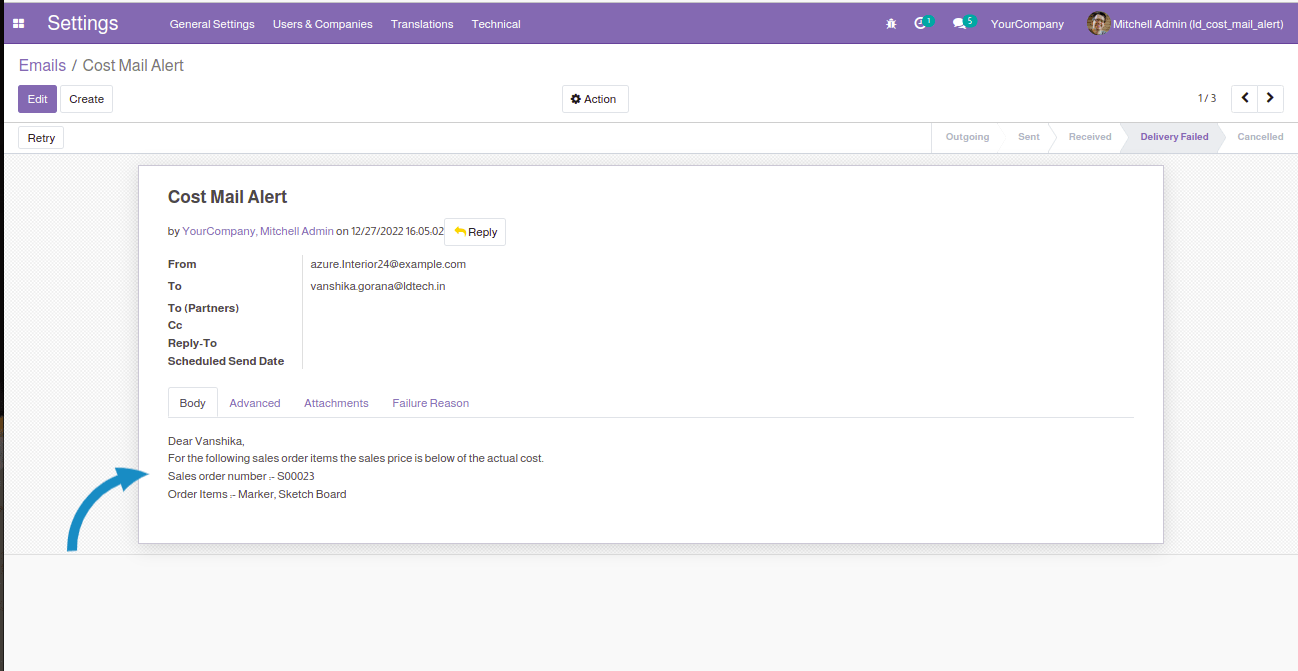 Settings General Settings Users & Companies Translations Technical 1 5 YourCompany Mitchell Admin (ld_cost_mail_alert)
Emails / Cost Mail Alert
Edit Create Action 1 / 3
Retry Outgoing Sent Received Delivery Failed Cancelled
Cost Mail Alert
by YourCompany, Mitchell Admin on 12/27/2022 16:05:02 Reply
From azure.Interior24@example.com
To vanshika.gorana@ldtech.in
To (Partners)
Cc
Reply-To
Scheduled Send Date
Body Advanced Attachments Failure Reason
Dear Vanshika,
For the following sales order items the sales price is below of the actual cost.
Sales order number :- S00023
Order Items :- Marker, Sketch Board